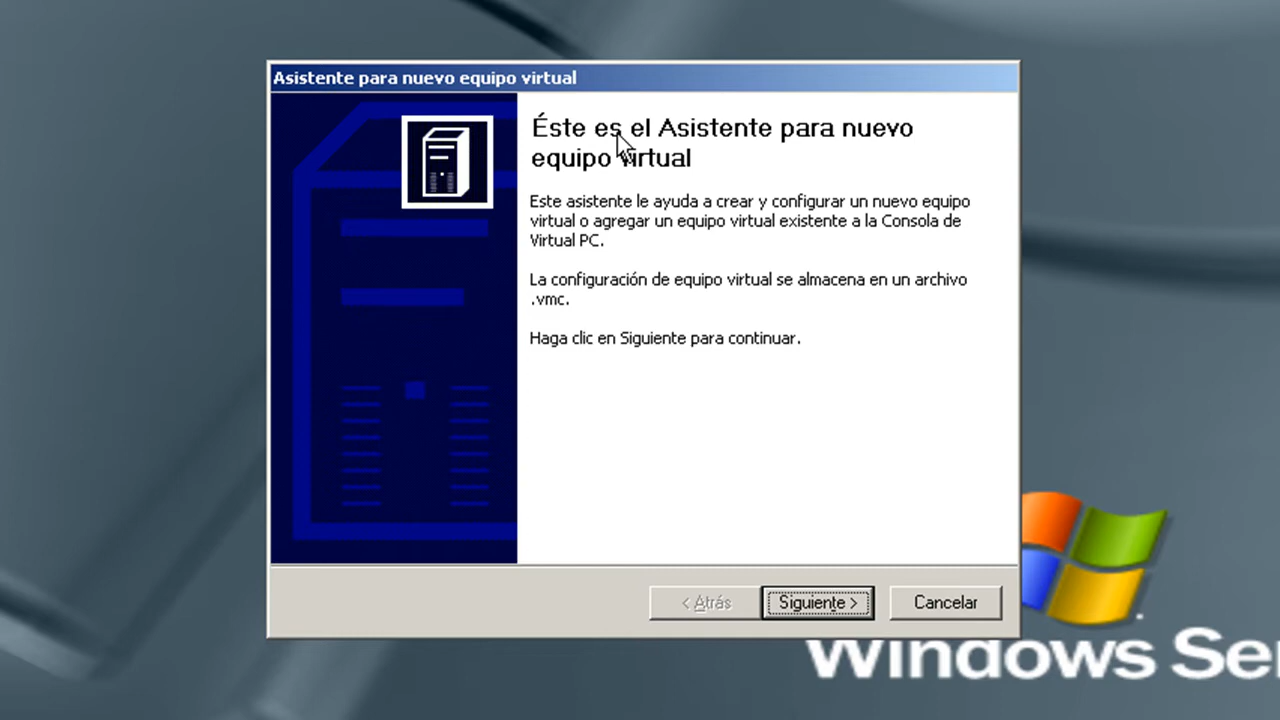 Asistente para nuevo equipo virtual
Éste es el Asistente para nuevo
equipo virtual
Este asistente le ayuda a crear y configurar un nuevo equipo
virtual o agregar un equipo virtual existente a la Consola de
Virtual PC.
La configuración de equipo virtual se almacena en un archivo
.vmc.
Haga clic en Siguiente para continuar.
< Atrás
Siguiente >
Cancelar
Windows Se